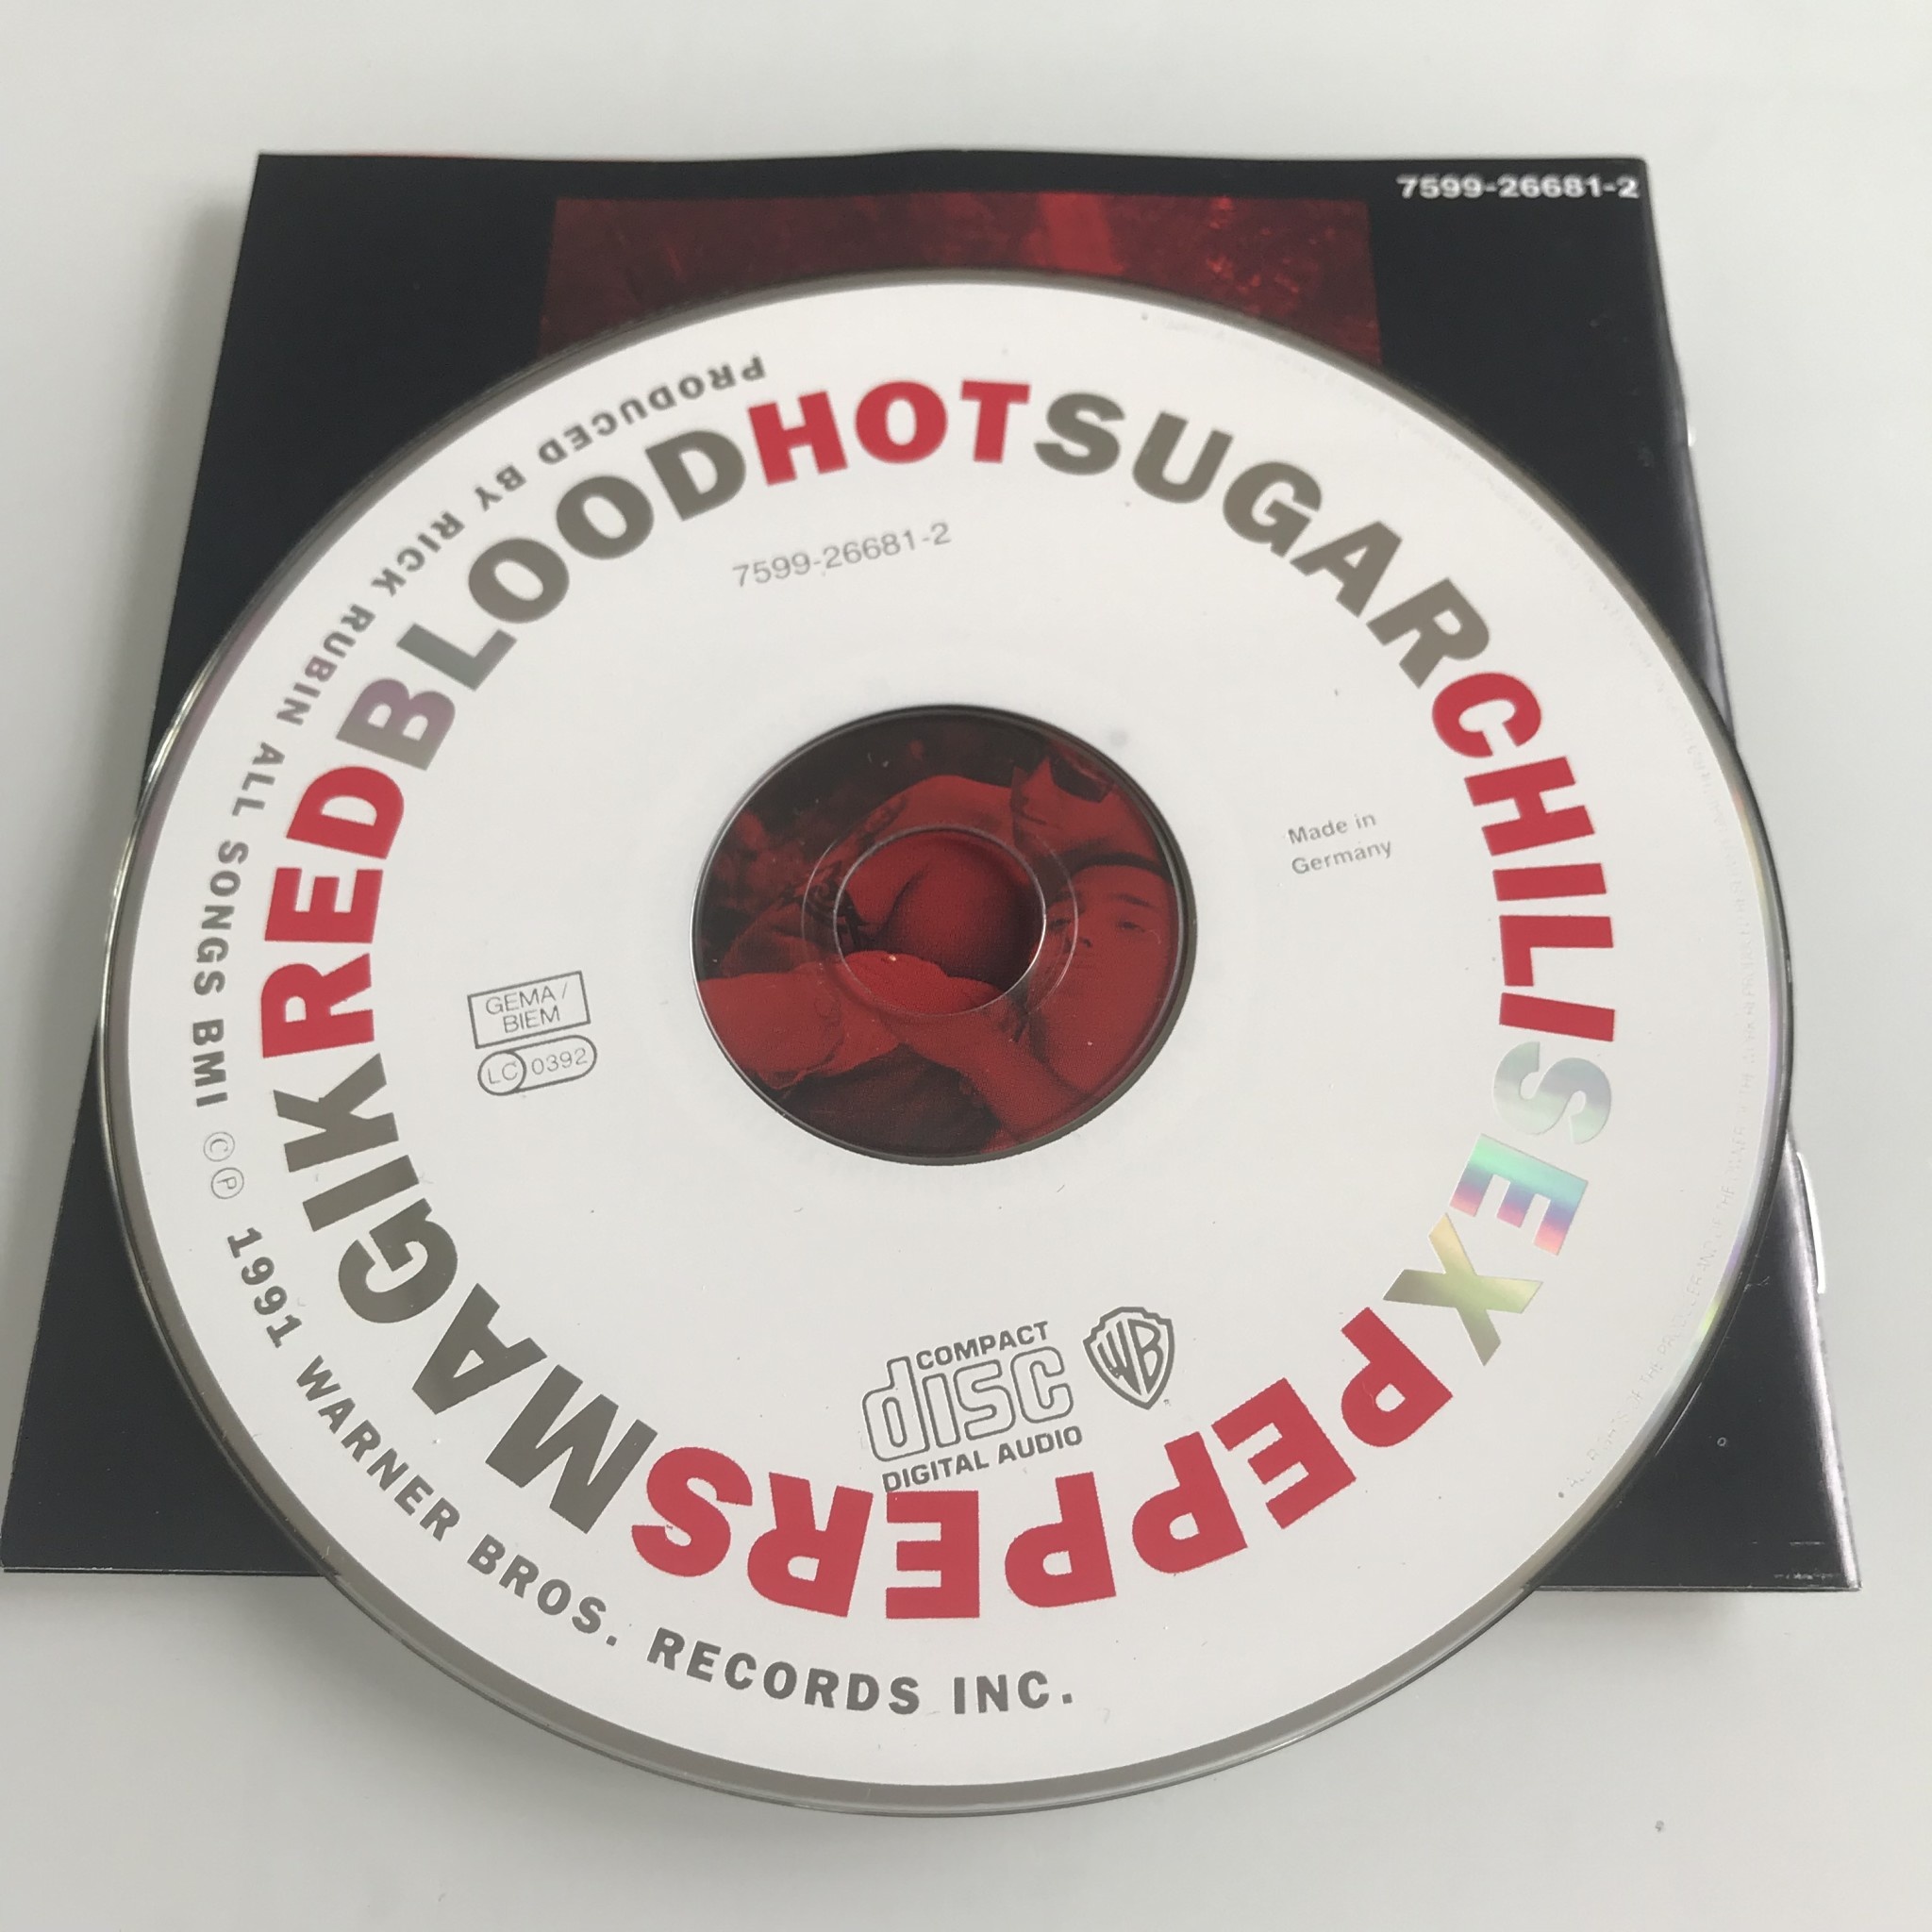 7599-26681-2
REDBLOODHOTSUGARCHILISEXPEPPERSMAGIK
PRODUCED BY RICK RUBIN ALL SONGS BMI ©℗ 1991 WARNER BROS. RECORDS INC.
7599-26681-2
Made in
Germany
GEMA /
BIEM
LC 0392
COMPACT
disc
DIGITAL AUDIO
WB